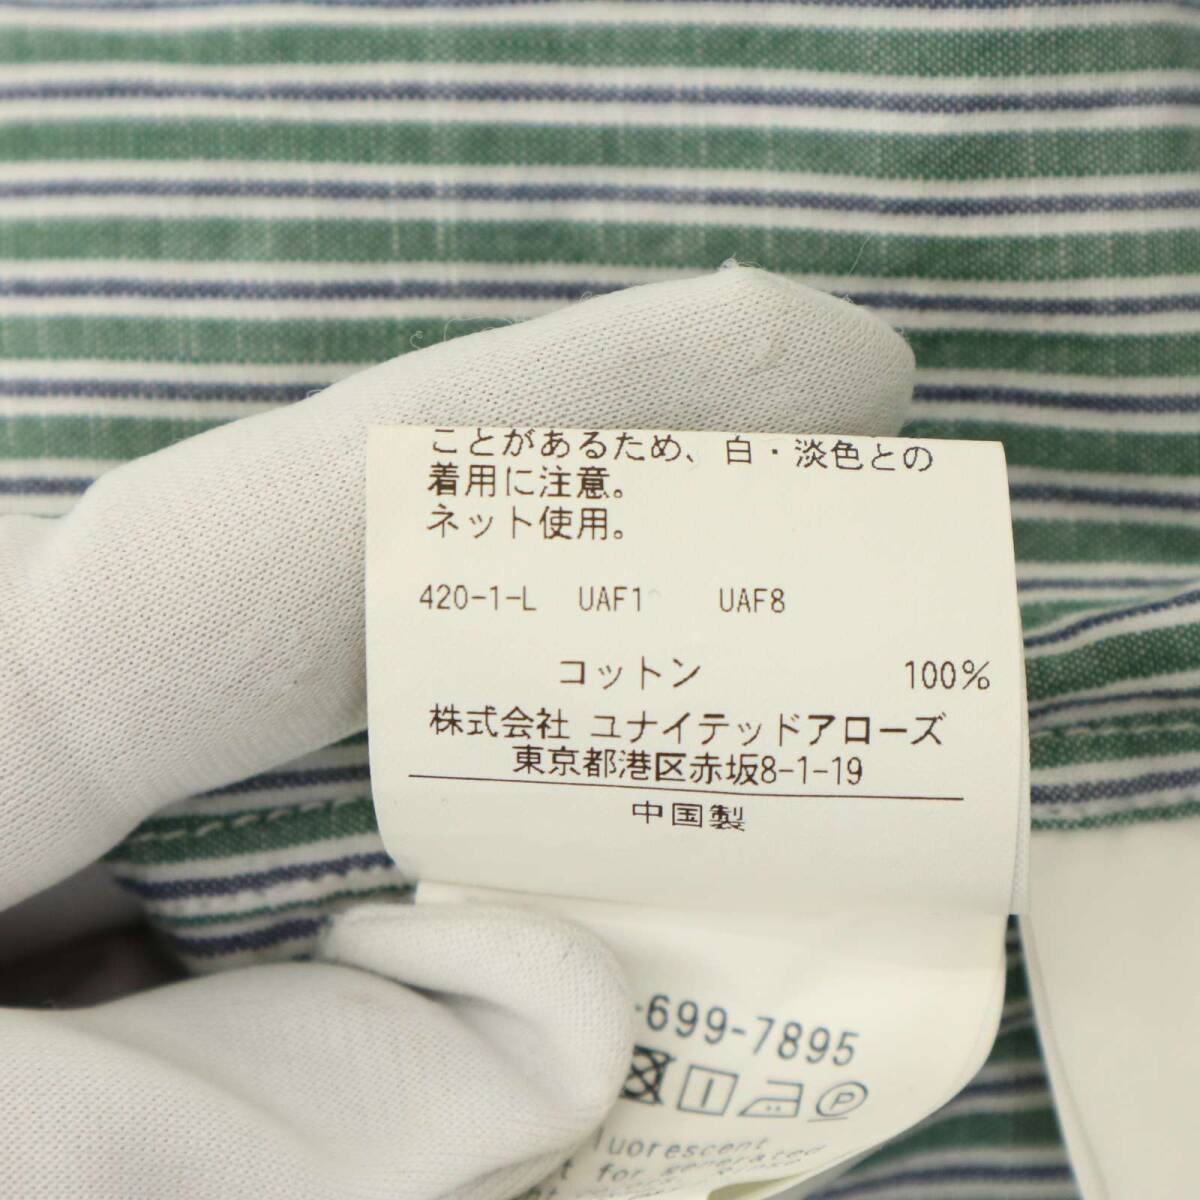 ことがあるため、白・淡色との
着用に注意。
ネット使用。
420-1-L UAF1 UAF8
コットン 100%
株式会社 ユナイテッドアローズ
東京都港区赤坂8-1-19
中国製
-699-7895
P
for generated